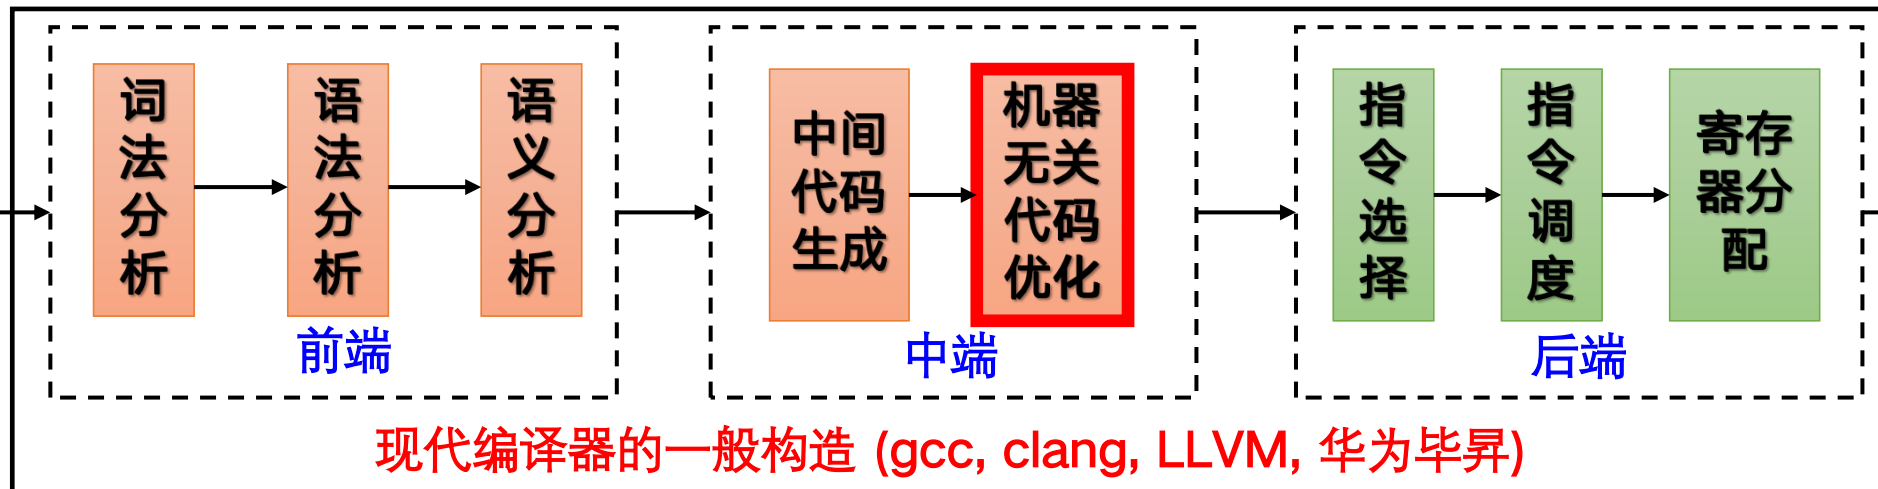 词法分析
语法分析
语义分析
前端
中间
代码
生成
机器
无关
代码
优化
中端
指令选择
指令调度
寄存
器分
配
后端
现代编译器的一般构造 (gcc, clang, LLVM, 华为毕昇)